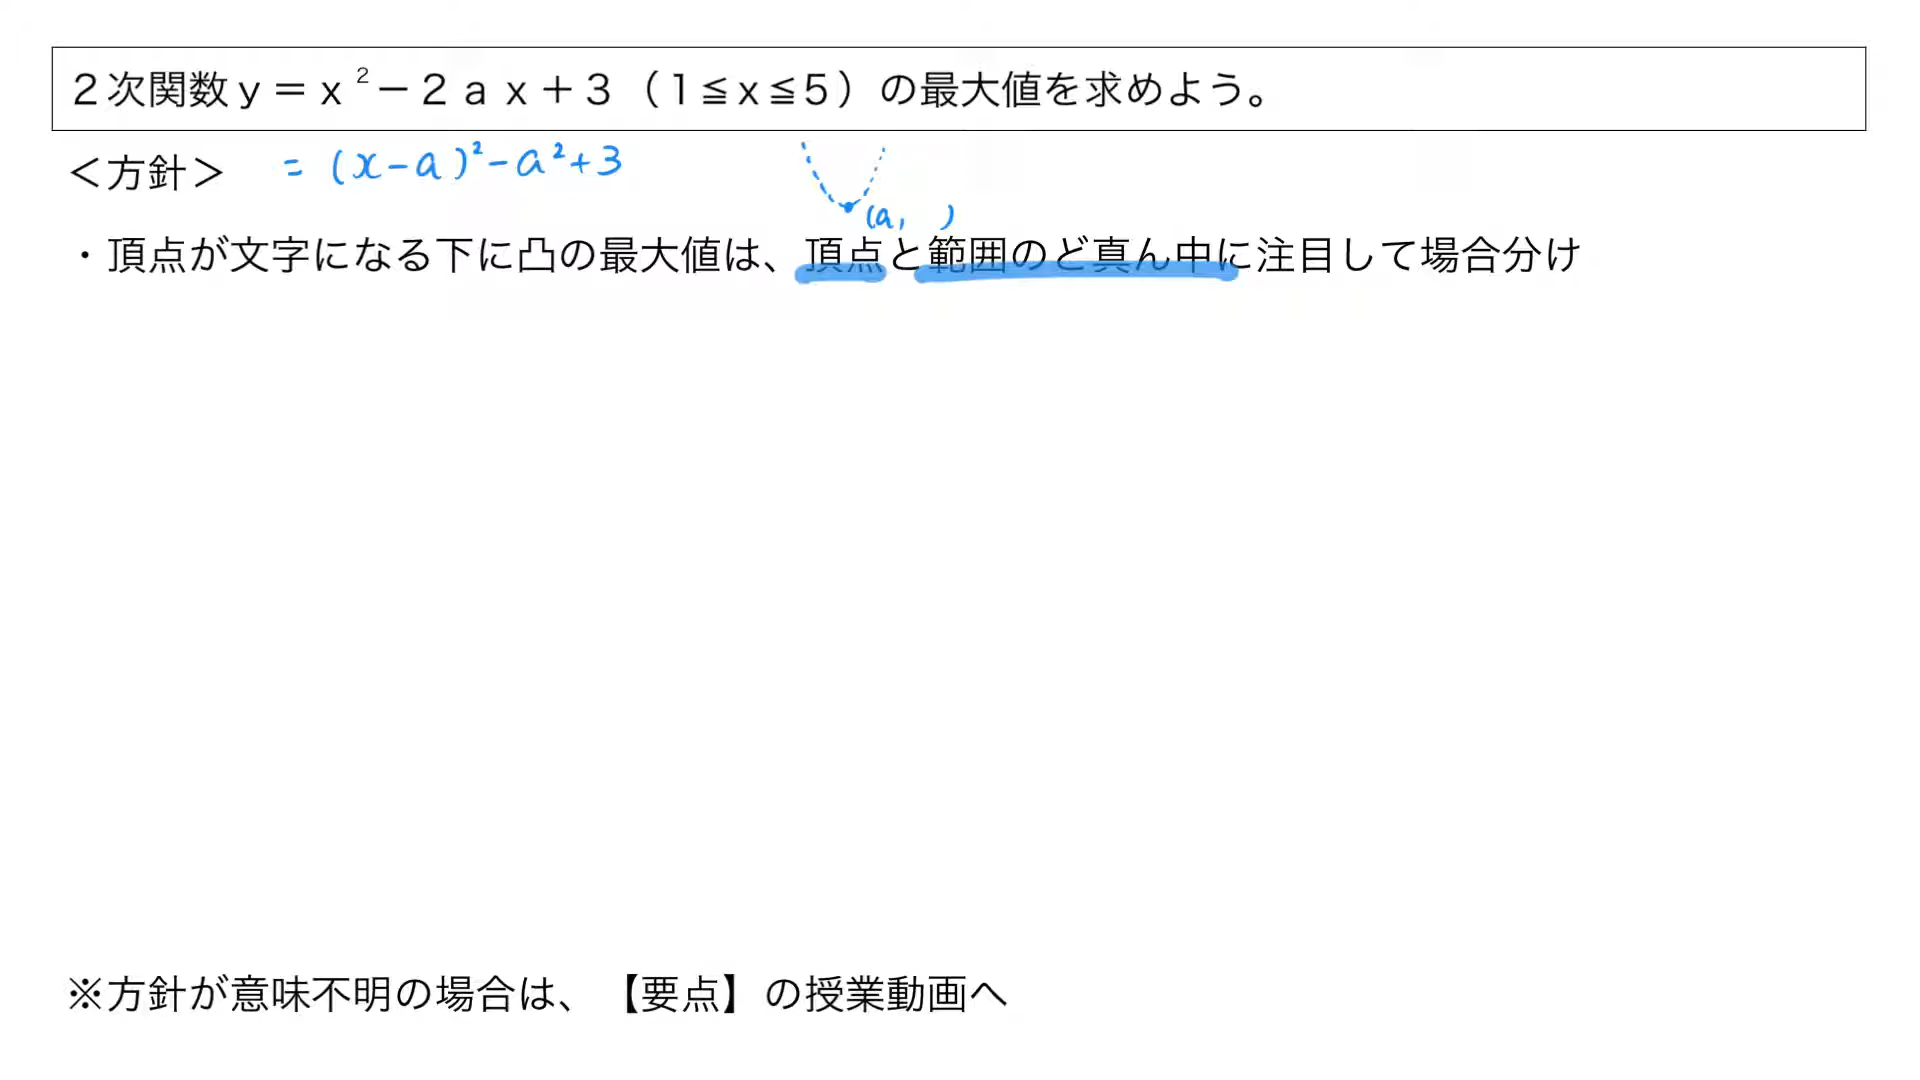 ２次関数ｙ＝ｘ²－２ａｘ＋３（１≦ｘ≦５）の最大値を求めよう。
＜方針＞ = (x-a)²-a²+3
(a, )
・頂点が文字になる下に凸の最大値は、頂点と範囲のど真ん中に注目して場合分け
※方針が意味不明の場合は、【要点】の授業動画へ